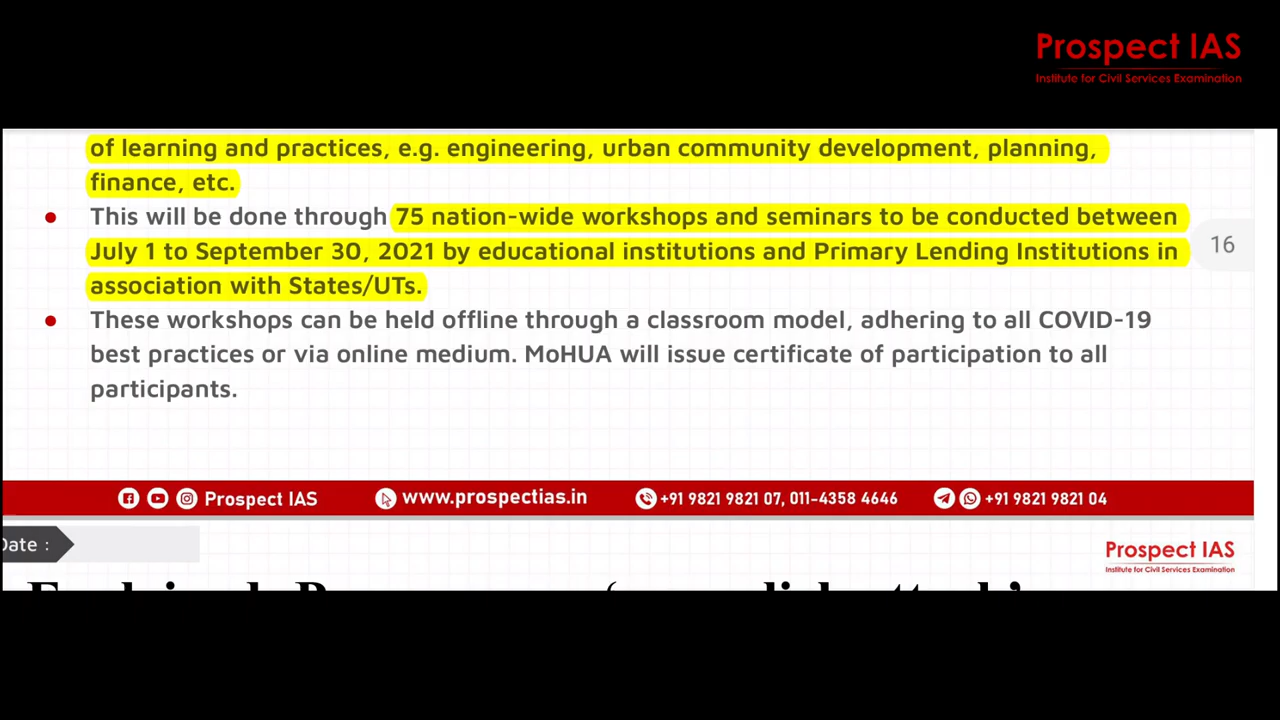 Prospect IAS
Institute for Civil Services Examination
of learning and practices, e.g. engineering, urban community development, planning,
finance, etc.
• This will be done through 75 nation-wide workshops and seminars to be conducted between
July 1 to September 30, 2021 by educational institutions and Primary Lending Institutions in
association with States/UTs.
16
• These workshops can be held offline through a classroom model, adhering to all COVID-19
best practices or via online medium. MoHUA will issue certificate of participation to all
participants.
Prospect IAS www.prospectias.in +91 9821 9821 07, 011-4358 4646 +91 9821 9821 04
Date :
Prospect IAS
Institute for Civil Services Examination